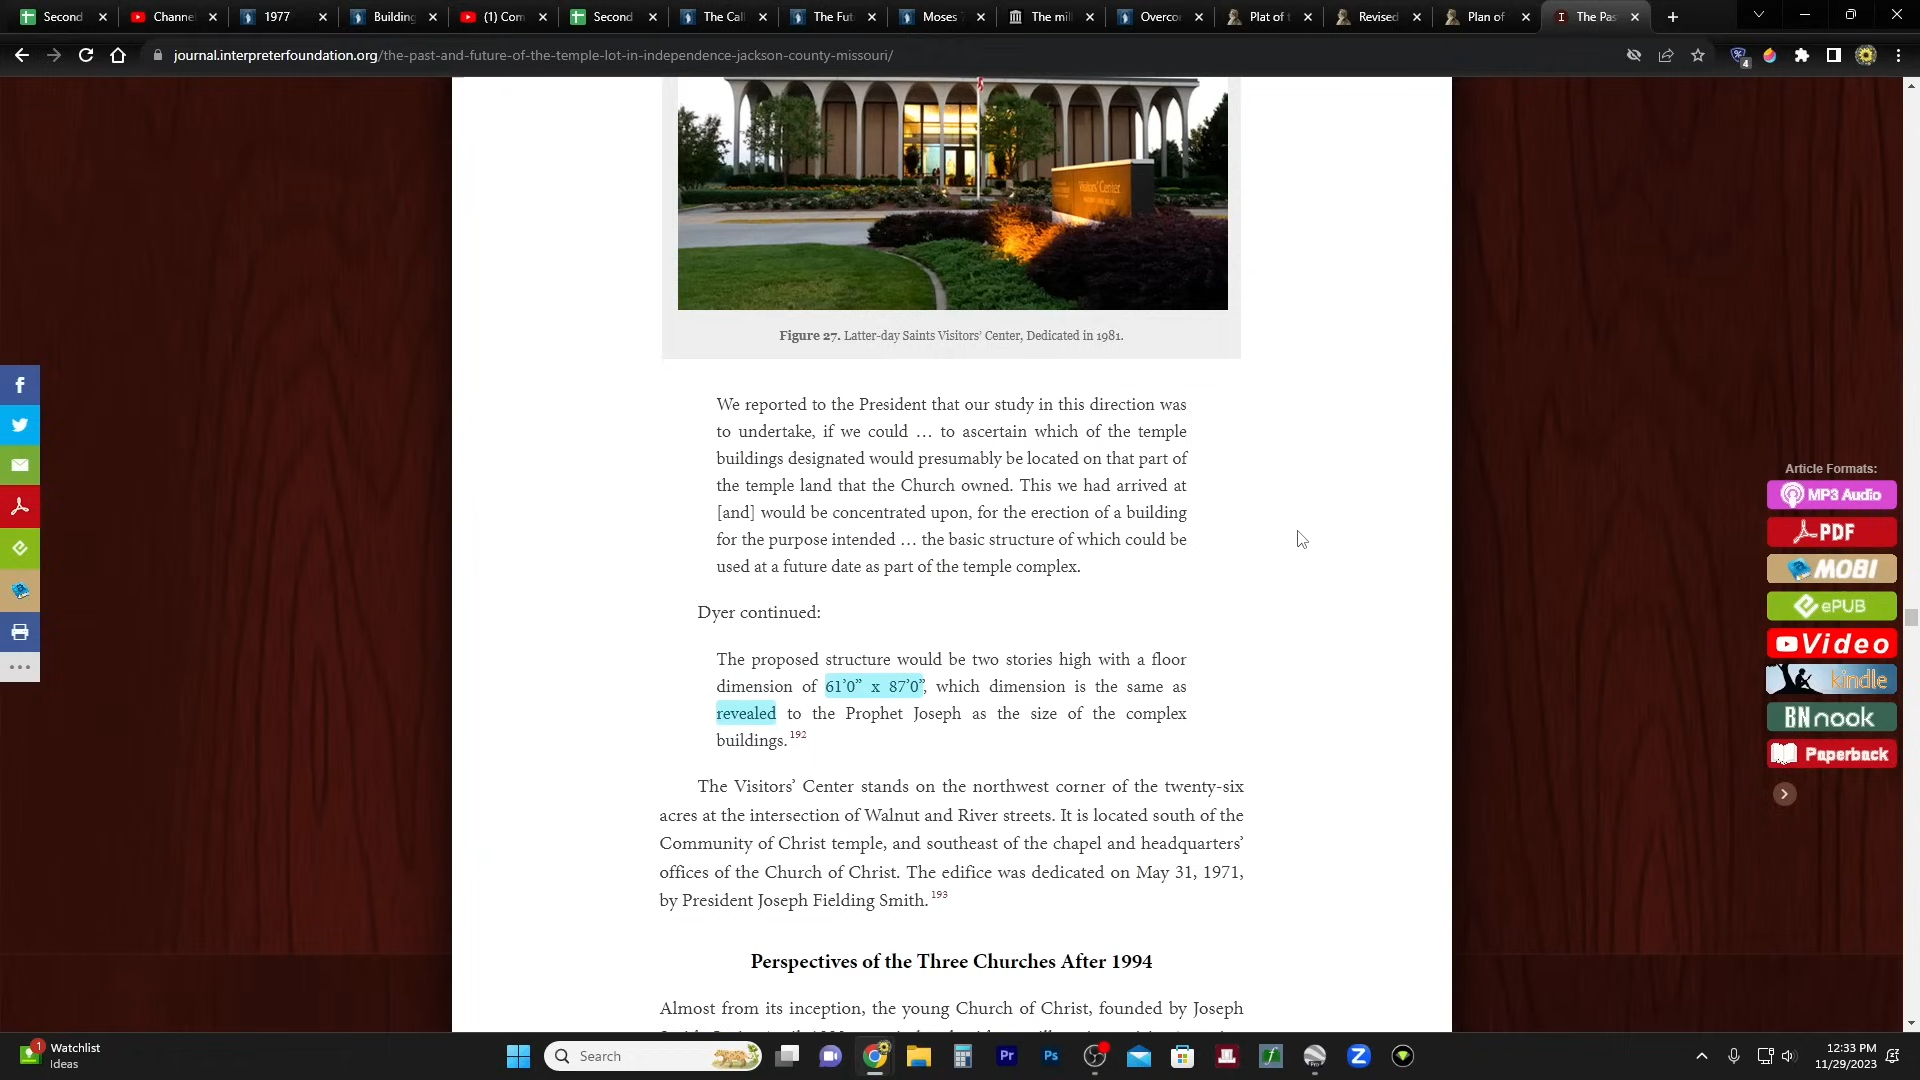 Second
Channe
1977
Building
(1) Com
Second
The Cal
The Fut
Moses 7
The mil
Overco
Plat of t
Revised
Plan of
The Pas
journal.interpreterfoundation.org/the-past-and-future-of-the-temple-lot-in-independence-jackson-county-missouri/
4
Visitors' Center
Figure 27. Latter-day Saints Visitors’ Center, Dedicated in 1981.
We reported to the President that our study in this direction was
to undertake, if we could … to ascertain which of the temple
buildings designated would presumably be located on that part of
the temple land that the Church owned. This we had arrived at
[and] would be concentrated upon, for the erection of a building
for the purpose intended … the basic structure of which could be
used at a future date as part of the temple complex.
Dyer continued:
The proposed structure would be two stories high with a floor
dimension of 61’0” x 87’0”, which dimension is the same as
revealed to the Prophet Joseph as the size of the complex
buildings.192
The Visitors’ Center stands on the northwest corner of the twenty-six
acres at the intersection of Walnut and River streets. It is located south of the
Community of Christ temple, and southeast of the chapel and headquarters’
offices of the Church of Christ. The edifice was dedicated on May 31, 1971,
by President Joseph Fielding Smith.193
Perspectives of the Three Churches After 1994
Almost from its inception, the young Church of Christ, founded by Joseph
Article Formats:
MP3 Audio
PDF
MOBI
ePUB
Video
kindle
BN nook
Paperback
1
Watchlist
Ideas
Search
Pr
Ps
12:33 PM
11/29/2023